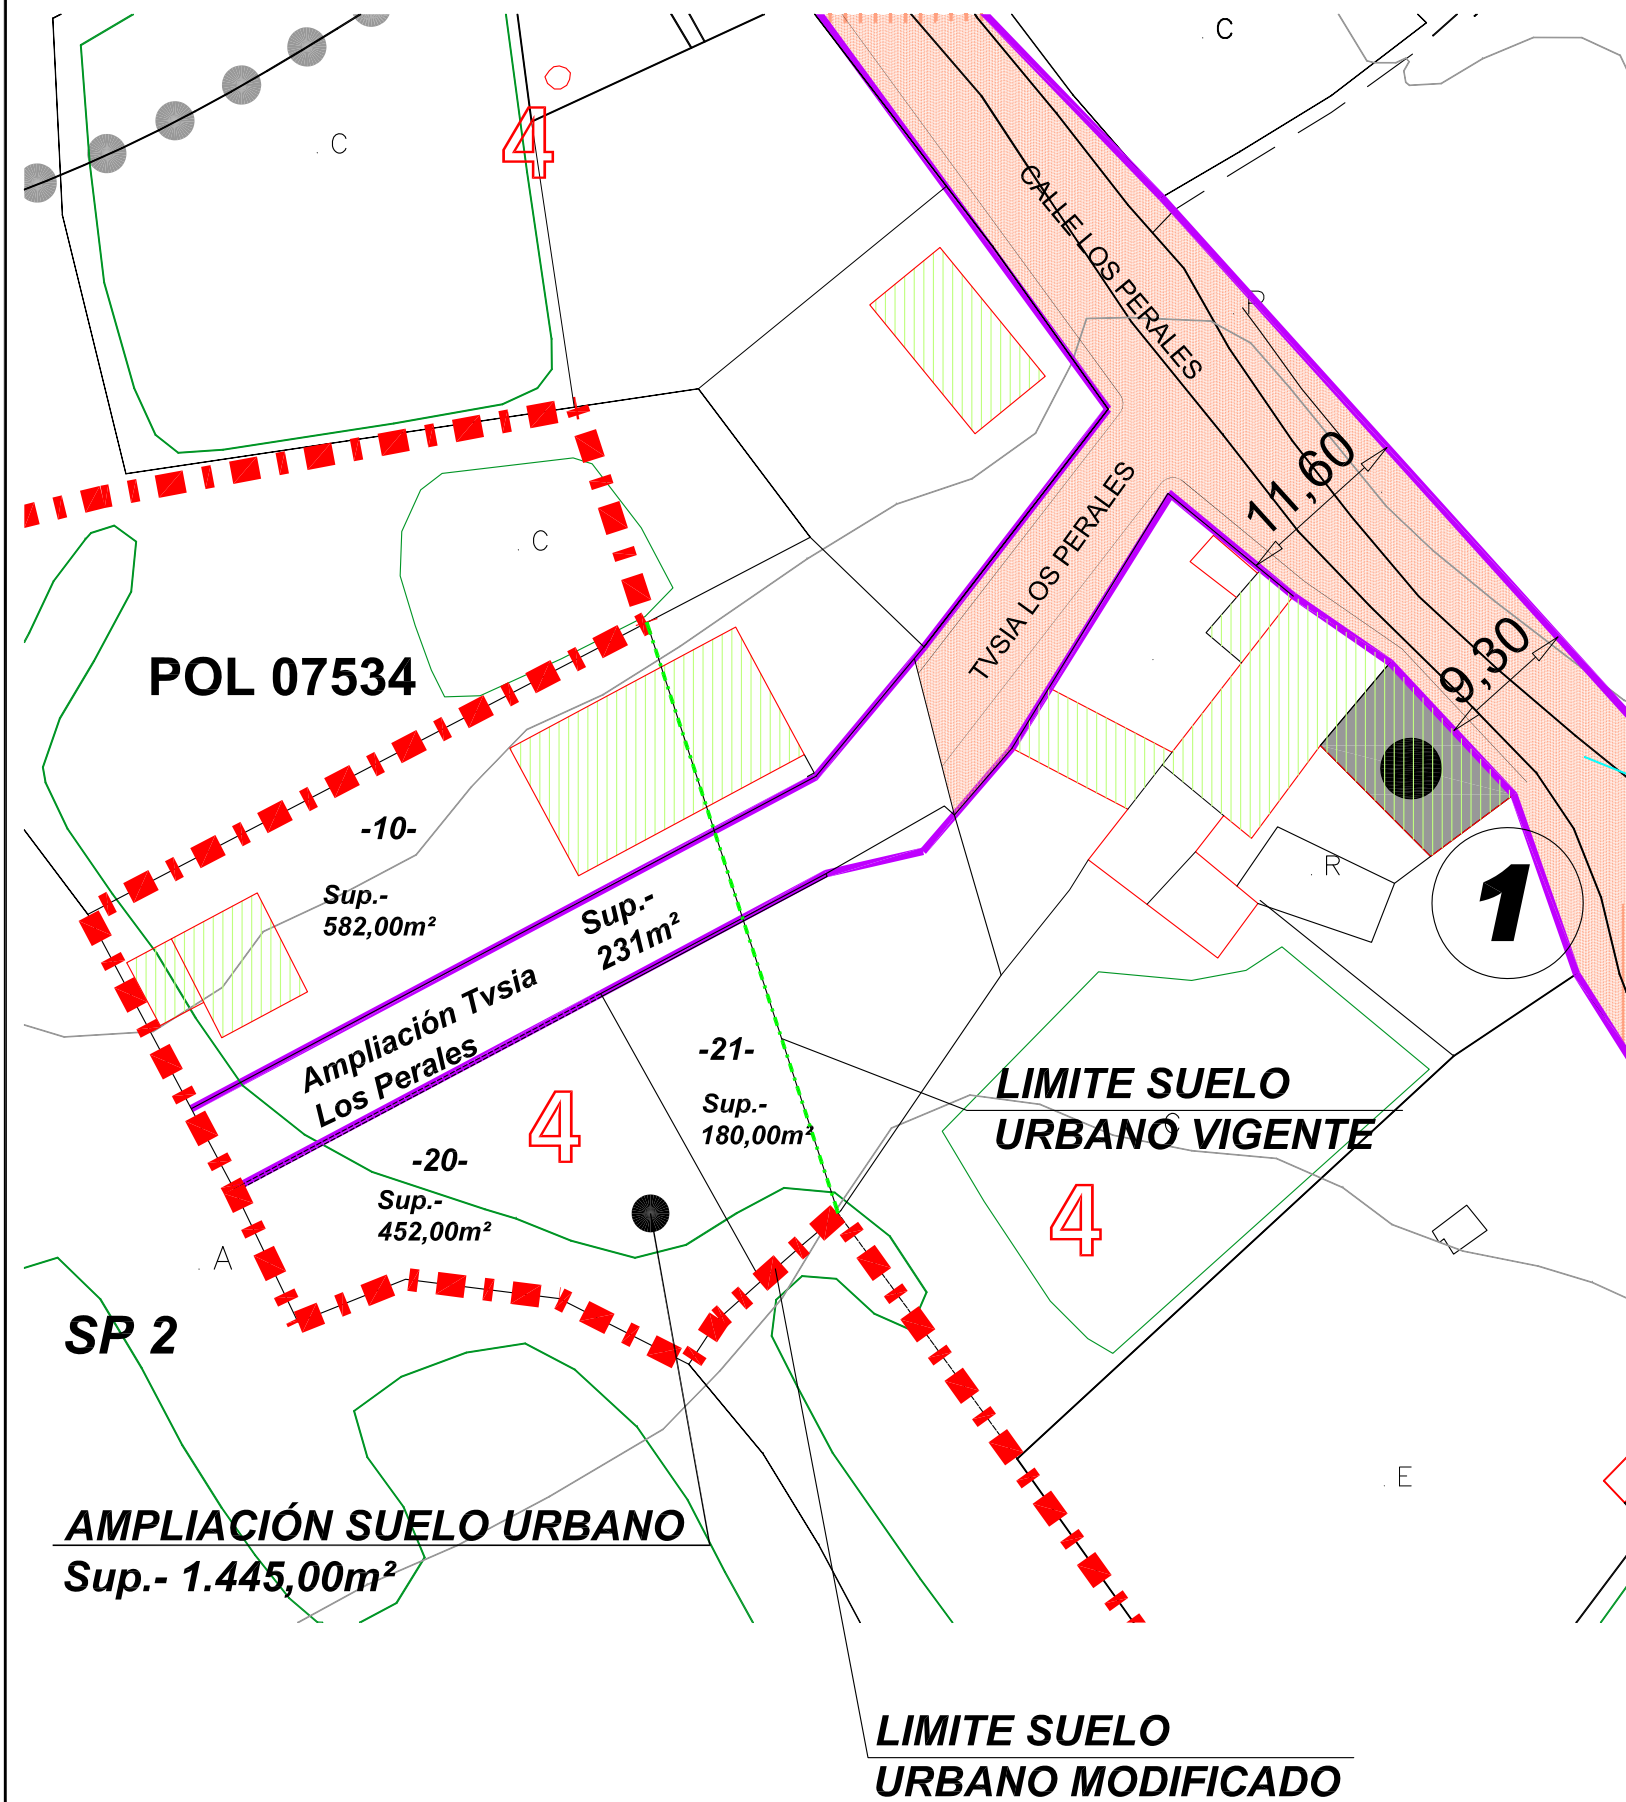 C
C
4
CALLE LOS PERALES
P
11,60
TVSIA LOS PERALES
C
9,30
POL 07534
-10-
Sup.-
582,00m²
Sup.-
231m²
R
1
Ampliación Tvsia
Los Perales
-21-
Sup.-
180,00m²
LIMITE SUELO
URBANO VIGENTE
C
4
-20-
Sup.-
452,00m²
4
A
SP 2
E
AMPLIACIÓN SUELO URBANO
Sup.- 1.445,00m²
LIMITE SUELO
URBANO MODIFICADO